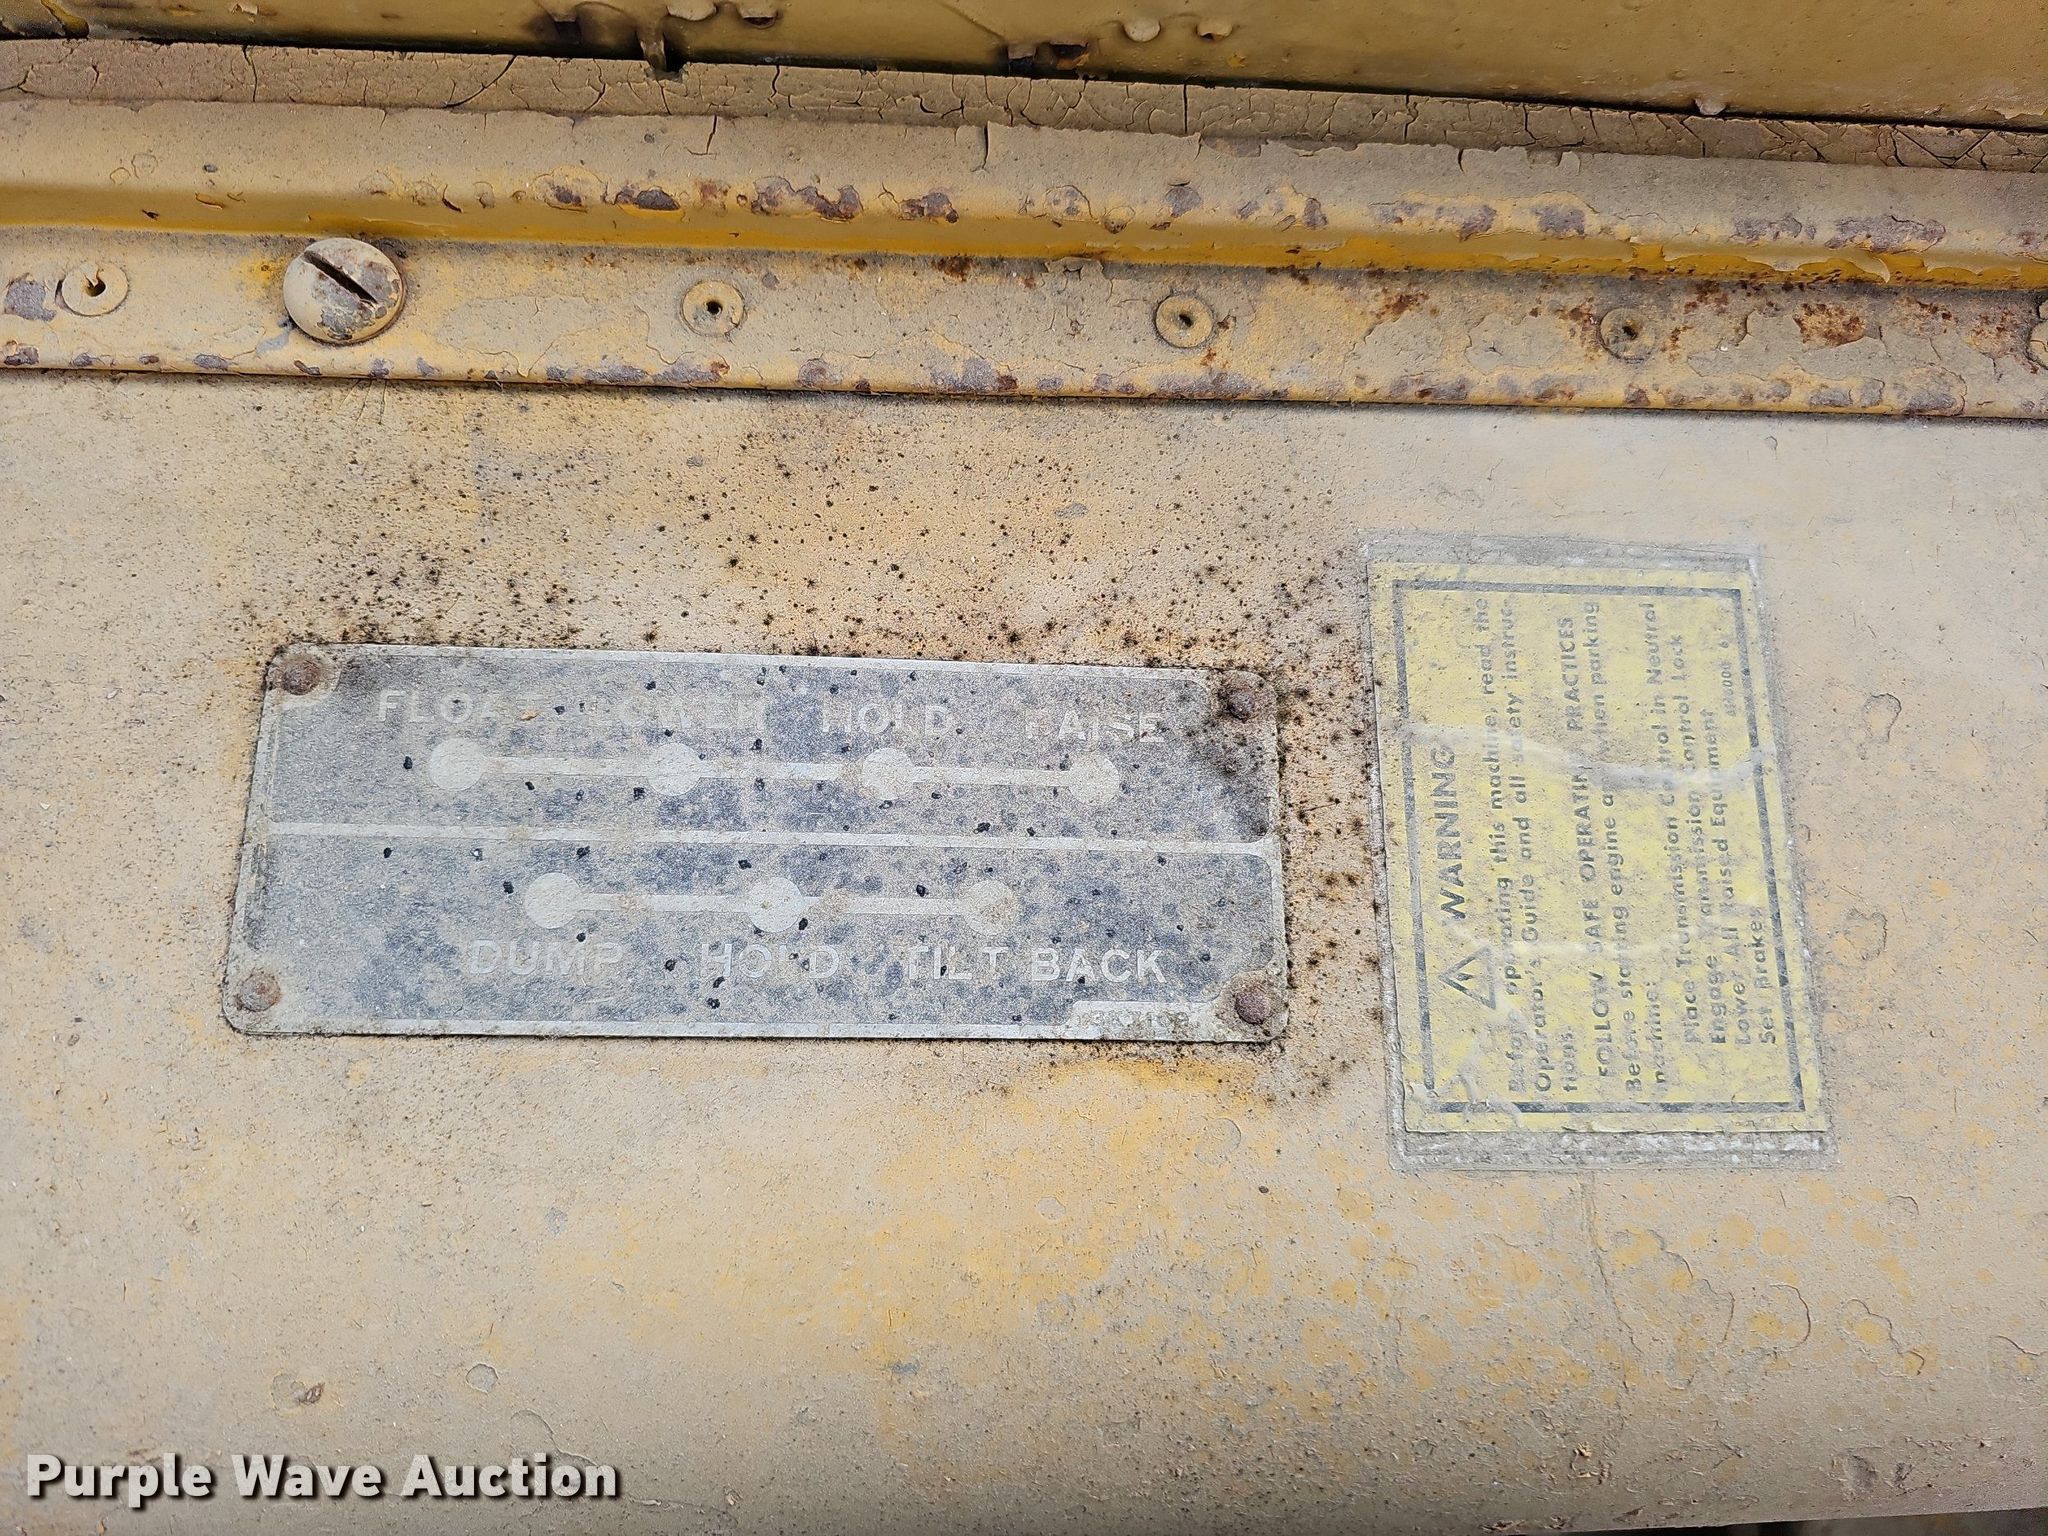 FLOAT LOWER HOLD RAISE
DUMP HOLD TILT BACK
WARNING
Before operating this machine, read the
Operator's Guide and all safety instruc-
tions.
FOLLOW SAFE OPERATING PRACTICES
Before starting engine and when parking
machine:
Place Transmission Control in Neutral
Engage Transmission Control Lock
Lower All Raised Equipment
Set brakes
Purple Wave Auction